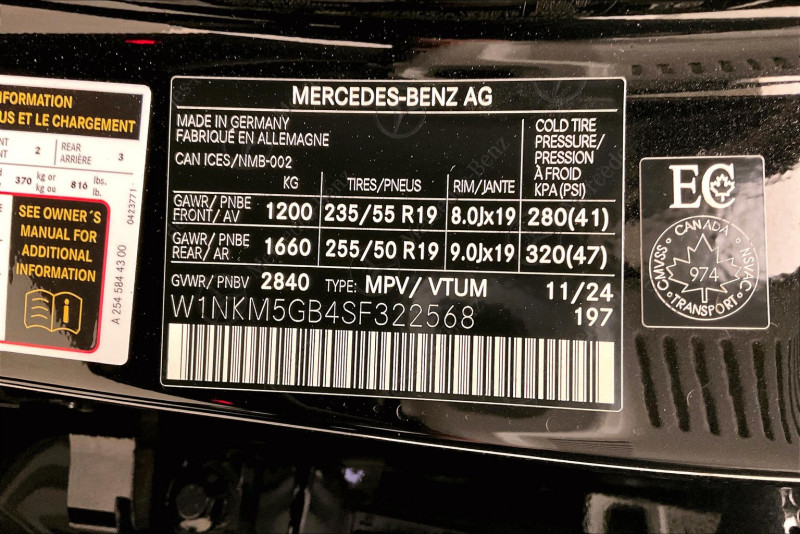 NFORMATION
US ET LE CHARGEMENT
NT 2 REAR 3
T ARRIÈRE
370 kg or 816 lbs.
kg ou lb.
SEE OWNER´S
MANUAL FOR
ADDITIONAL
INFORMATION
0423771
A 254 584 43 00
MERCEDES-BENZ AG
MADE IN GERMANY
FABRIQUÉ EN ALLEMAGNE
CAN ICES/NMB-002
COLD TIRE
PRESSURE/
PRESSION
À FROID
KPA (PSI)
KG TIRES/PNEUS RIM/JANTE
GAWR/PNBE
FRONT/AV 1200 235/55 R19 8.0Jx19 280(41)
GAWR/PNBE
REAR/AR 1660 255/50 R19 9.0Jx19 320(47)
GVWR/PNBV 2840 TYPE: MPV/VTUM 11/24
W1NKM5GB4SF322568 197
EC
CANADA
CMVSS NSVAC
974
TRANSPORT